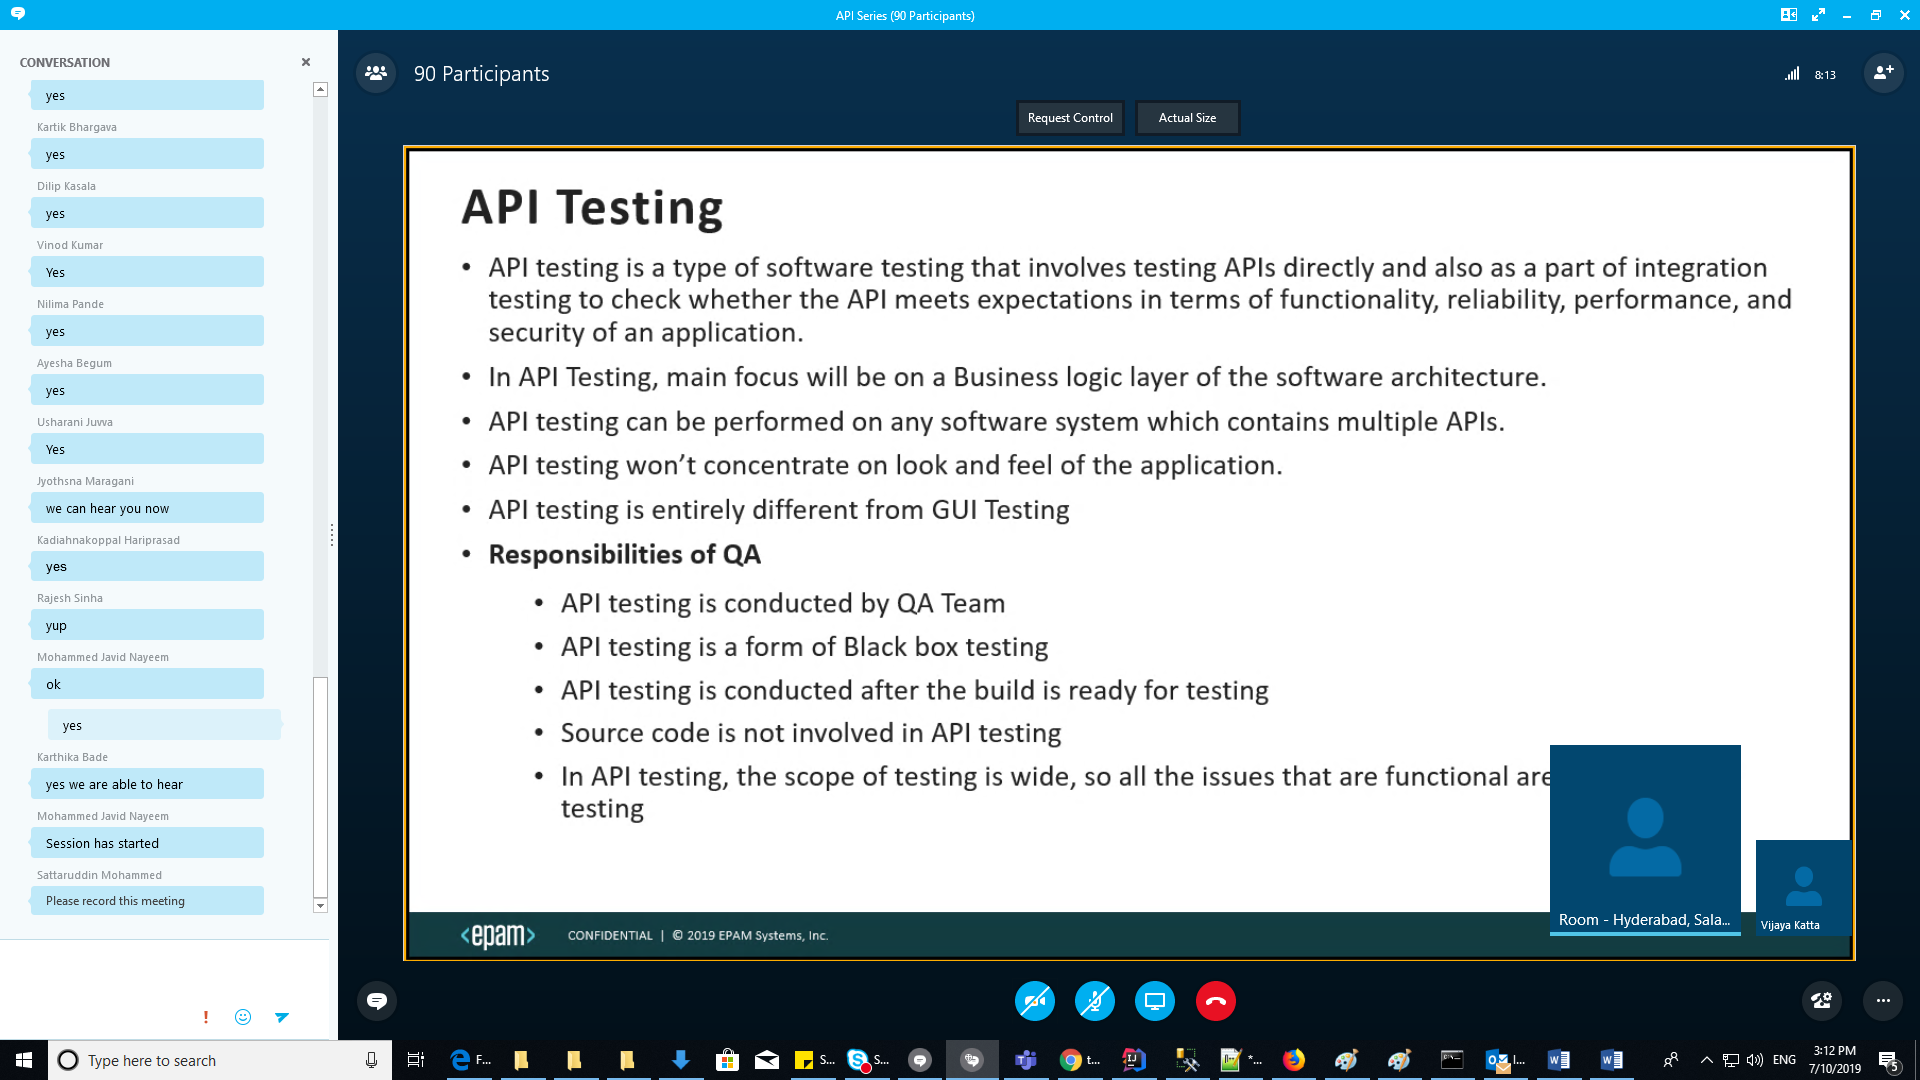 API Series (90 Participants)
CONVERSATION
yes
Kartik Bhargava
yes
Dilip Kasala
yes
Vinod Kumar
Yes
Nilima Pande
yes
Ayesha Begum
yes
Usharani Juvva
Yes
Jyothsna Maragani
we can hear you now
Kadiahnakoppal Hariprasad
yes
Rajesh Sinha
yup
Mohammed Javid Nayeem
ok
yes
Karthika Bade
yes we are able to hear
Mohammed Javid Nayeem
Session has started
Sattaruddin Mohammed
Please record this meeting
90 Participants
8:13
Request Control
Actual Size
API Testing
• API testing is a type of software testing that involves testing APIs directly and also as a part of integration
testing to check whether the API meets expectations in terms of functionality, reliability, performance, and
security of an application.
• In API Testing, main focus will be on a Business logic layer of the software architecture.
• API testing can be performed on any software system which contains multiple APIs.
• API testing won’t concentrate on look and feel of the application.
• API testing is entirely different from GUI Testing
• Responsibilities of QA
• API testing is conducted by QA Team
• API testing is a form of Black box testing
• API testing is conducted after the build is ready for testing
• Source code is not involved in API testing
• In API testing, the scope of testing is wide, so all the issues that are functional are
testing
<epam> CONFIDENTIAL | © 2019 EPAM Systems, Inc.
Room - Hyderabad, Sala...
Vijaya Katta
Type here to search
F...
S...
S...
t...
*...
I...
ENG
3:12 PM
7/10/2019
5